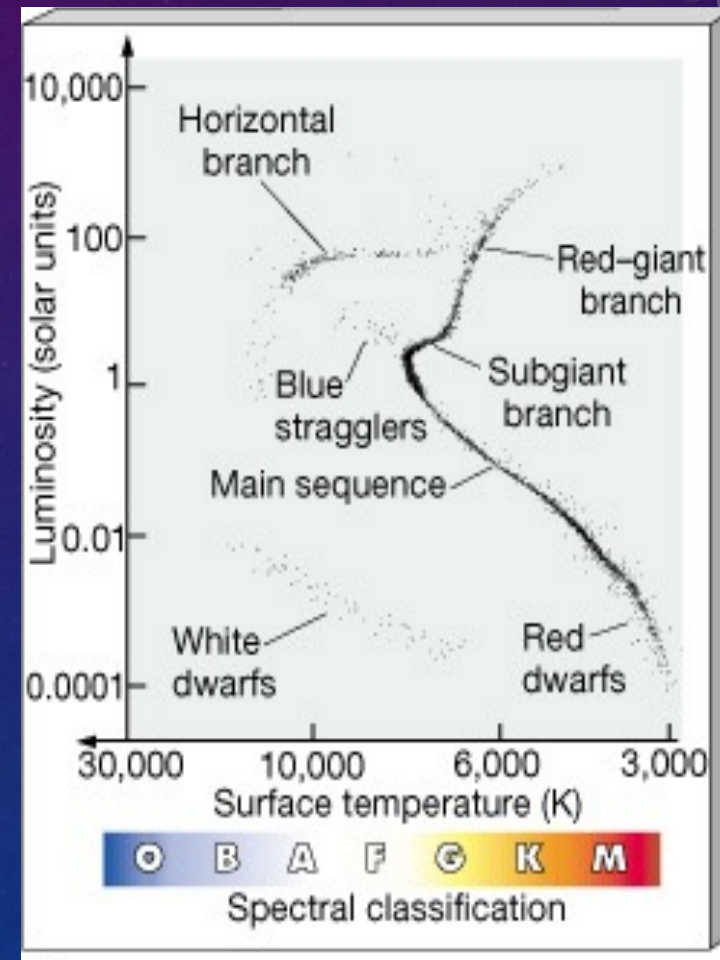 10,000
Horizontal
branch
100
Red–giant
branch
Luminosity (solar units)
1
Blue
stragglers
Subgiant
branch
Main sequence
0.01
White
dwarfs
Red
dwarfs
0.0001
30,000 10,000 6,000 3,000
Surface temperature (K)
O B A F G K M
Spectral classification